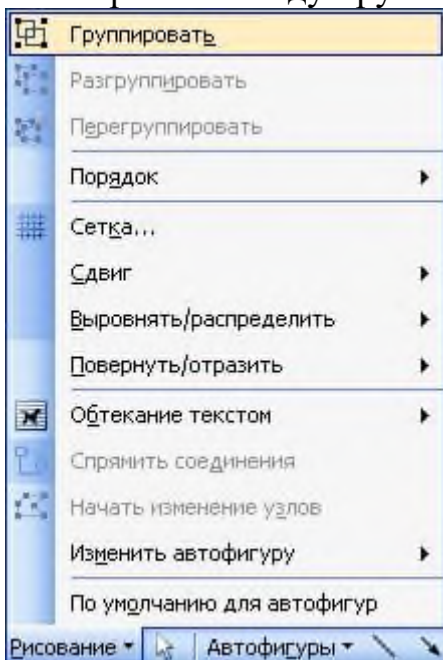 Группировать
Разгруппировать
Перегруппировать
Порядок
Сетка...
Сдвиг
Выровнять/распределить
Повернуть/отразить
Обтекание текстом
Спрямить соединения
Начать изменение узлов
Изменить автофигуру
По умолчанию для автофигур
Рисование Автофигуры